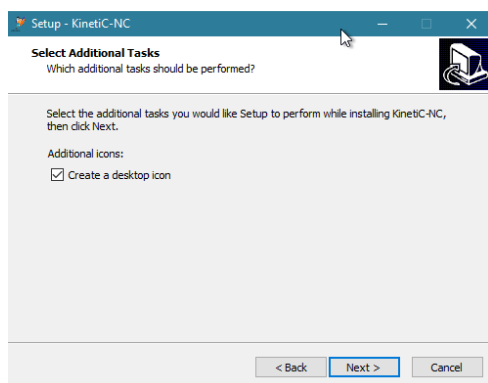 Setup - KinetiC-NC
Select Additional Tasks
Which additional tasks should be performed?
Select the additional tasks you would like Setup to perform while installing KinetiC-NC,
then click Next.
Additional icons:
Create a desktop icon
< Back Next > Cancel